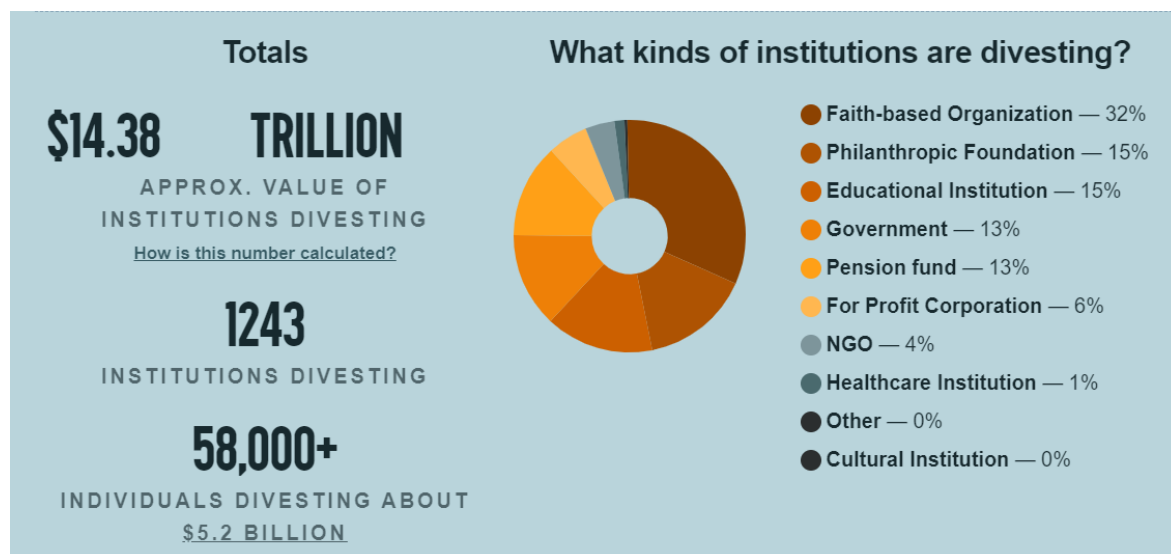 Totals
$14.38 TRILLION
APPROX. VALUE OF
INSTITUTIONS DIVESTING
How is this number calculated?
1243
INSTITUTIONS DIVESTING
58,000+
INDIVIDUALS DIVESTING ABOUT
$5.2 BILLION
What kinds of institutions are divesting?
Faith-based Organization — 32%
Philanthropic Foundation — 15%
Educational Institution — 15%
Government — 13%
Pension fund — 13%
For Profit Corporation — 6%
NGO — 4%
Healthcare Institution — 1%
Other — 0%
Cultural Institution — 0%